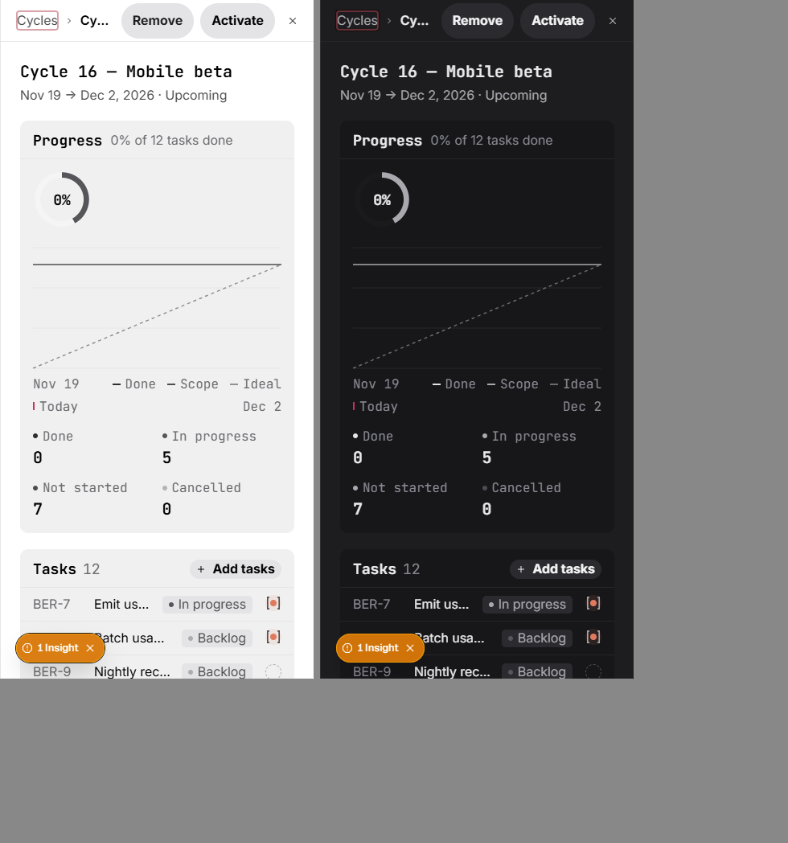 Cycles › Cy... Remove Activate ×
Cycle 16 — Mobile beta
Nov 19 → Dec 2, 2026 · Upcoming
Progress 0% of 12 tasks done
0%
Nov 19 Done Scope Ideal
Today Dec 2
Done In progress
0 5
Not started Cancelled
7 0
Tasks 12 + Add tasks
BER-7 Emit us... In progress
Batch usa... Backlog
1 Insight ×
BER-9 Nightly rec... Backlog
Cycles › Cy... Remove Activate ×
Cycle 16 — Mobile beta
Nov 19 → Dec 2, 2026 · Upcoming
Progress 0% of 12 tasks done
0%
Nov 19 Done Scope Ideal
Today Dec 2
Done In progress
0 5
Not started Cancelled
7 0
Tasks 12 + Add tasks
BER-7 Emit us... In progress
Batch usa... Backlog
1 Insight ×
BER-9 Nightly rec... Backlog